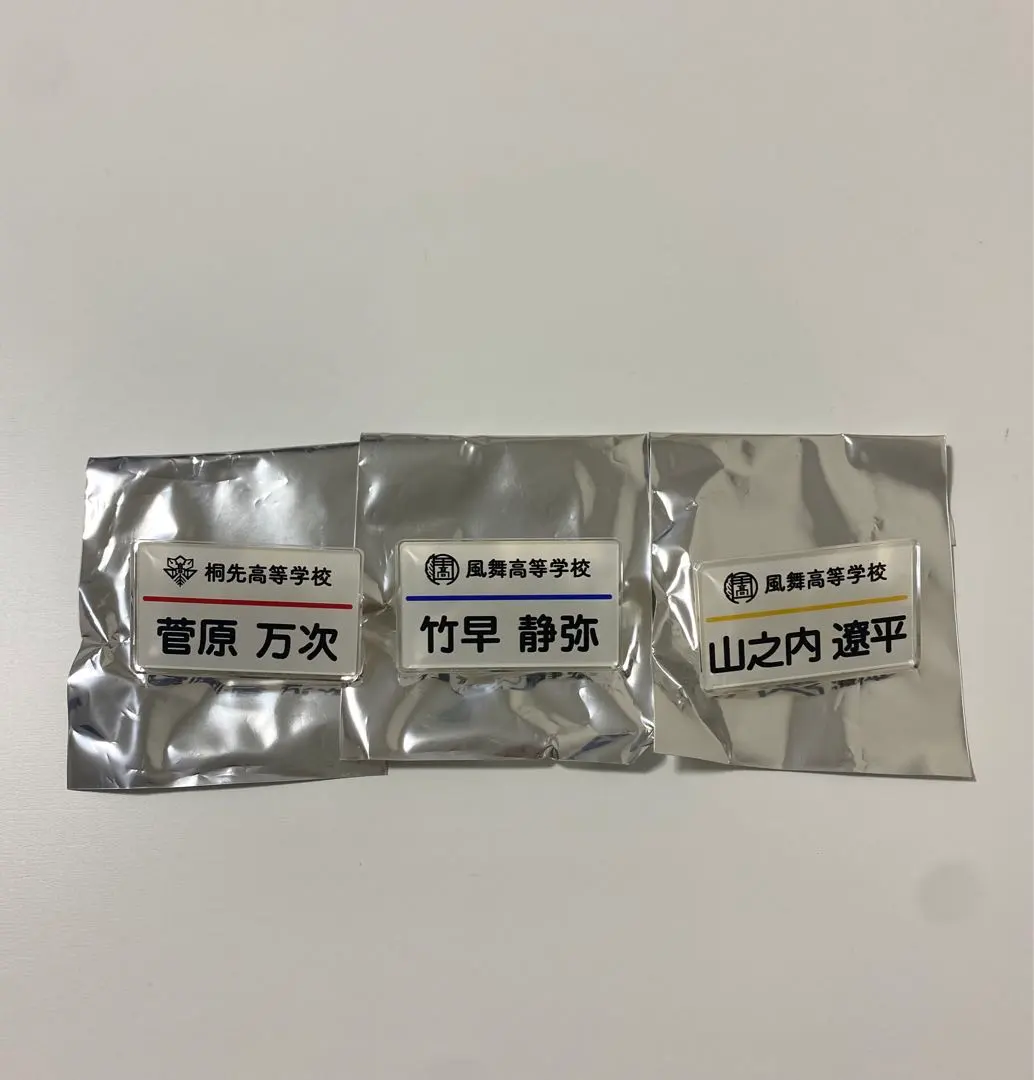 桐先高等学校
菅原 万次
風舞高等学校
竹早 静弥
風舞高等学校
山之内 遼平